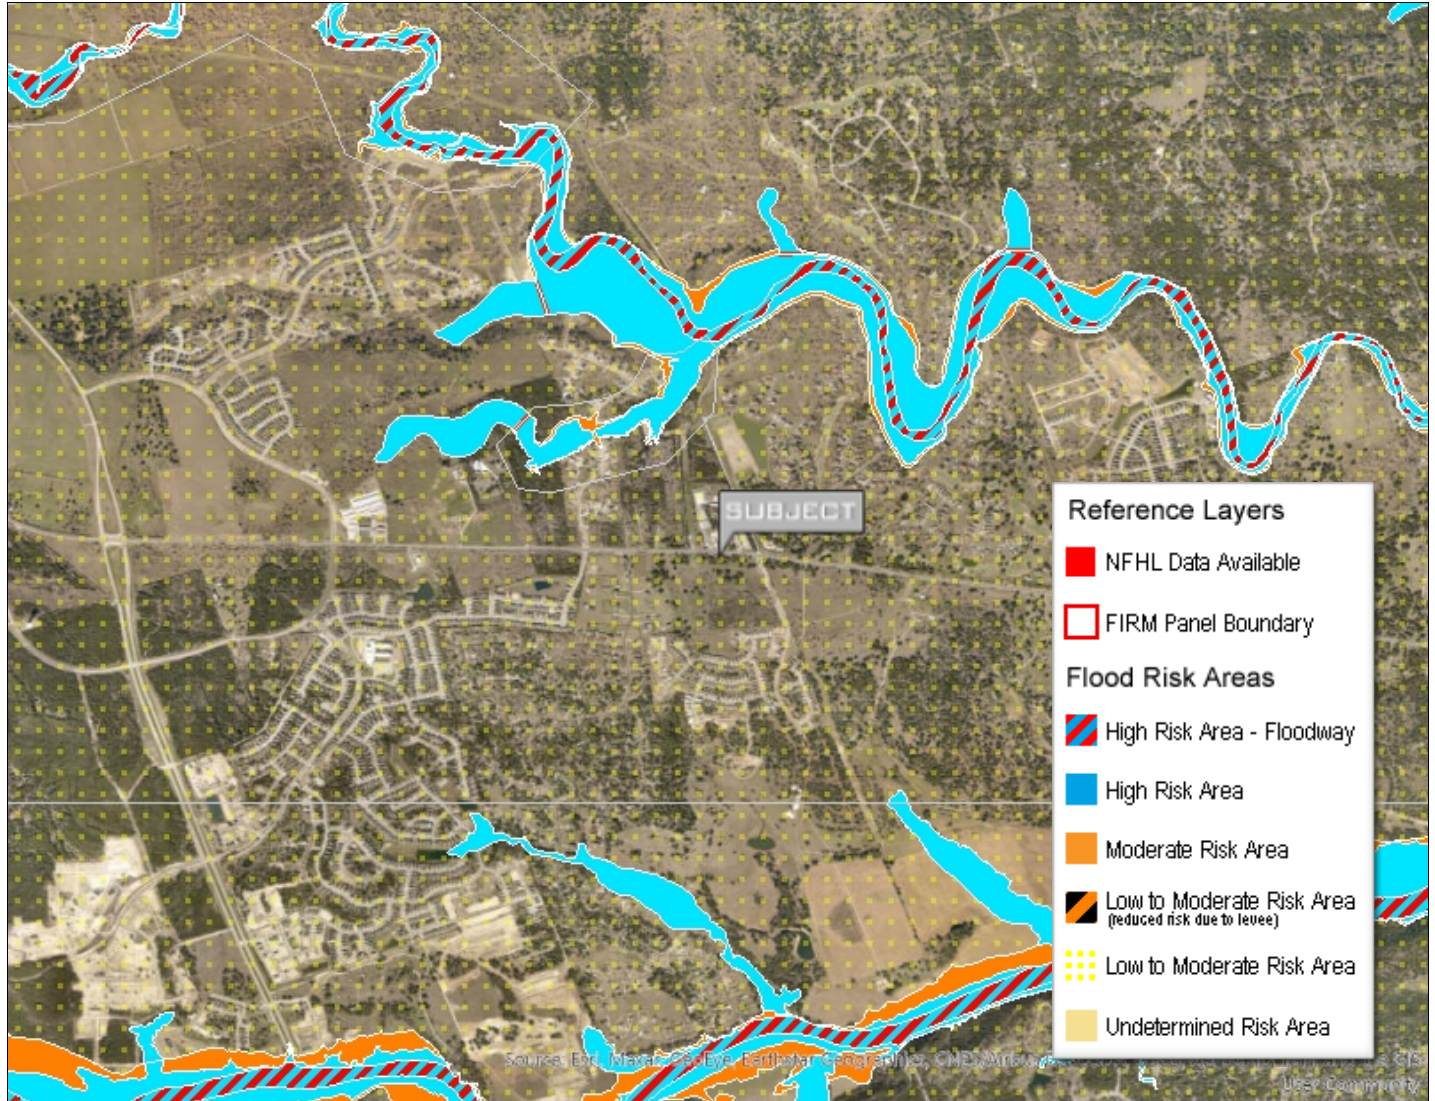 SUBJECT
Reference Layers
NFHL Data Available
FIRM Panel Boundary
Flood Risk Areas
High Risk Area - Floodway
High Risk Area
Moderate Risk Area
Low to Moderate Risk Area
(reduced risk due to levee)
Low to Moderate Risk Area
Undetermined Risk Area
Source: Esri, Maxar, GeoEye, Earthstar Geographics, CNES/Airbus
GIS
User Community